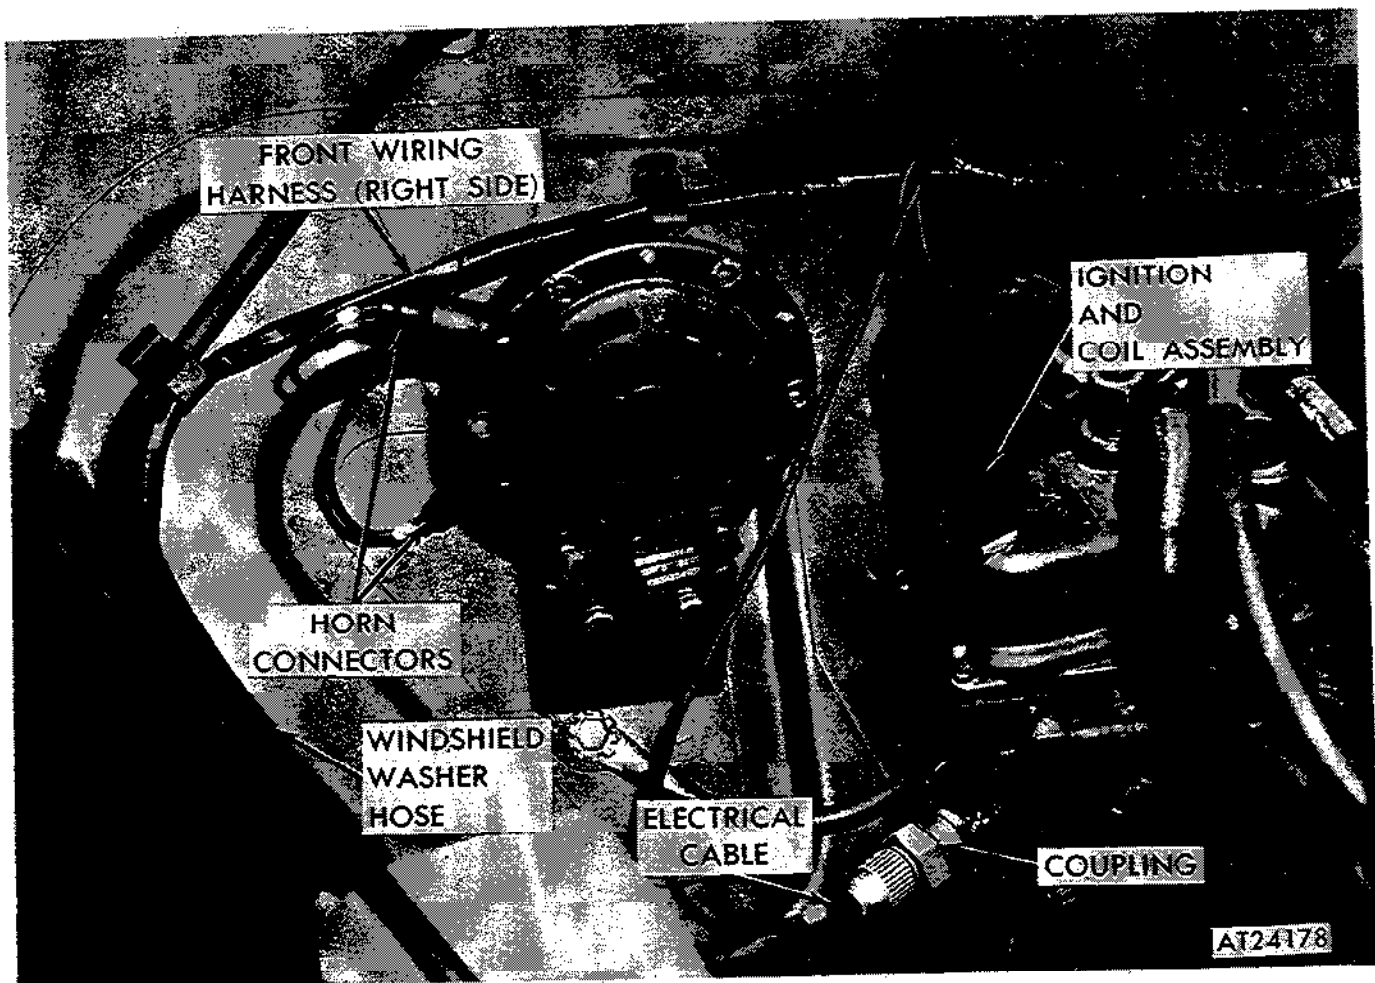 FRONT WIRING
HARNESS (RIGHT SIDE)
IGNITION
AND
COIL ASSEMBLY
HORN
CONNECTORS
WINDSHIELD
WASHER
HOSE
ELECTRICAL
CABLE
COUPLING
AT24178